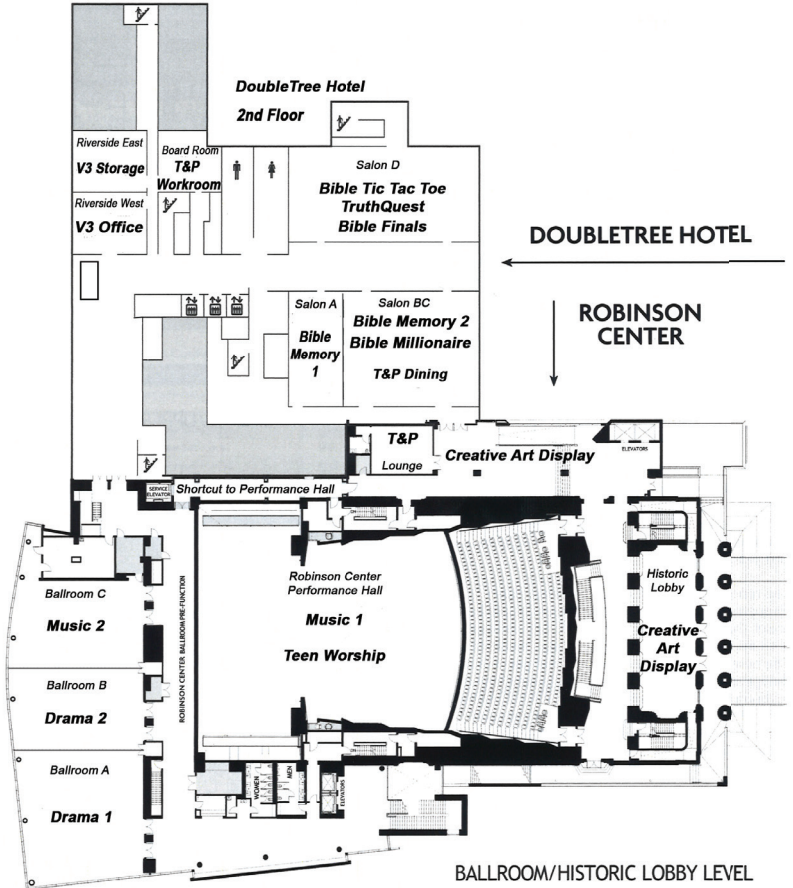 DoubleTree Hotel
2nd Floor
Riverside East
V3 Storage
Board Room
T&P
Workroom
Riverside West
V3 Office
Salon D
Bible Tic Tac Toe
TruthQuest
Bible Finals
DOUBLETREE HOTEL
ROBINSON
CENTER
Salon A
Bible
Memory
1
Salon BC
Bible Memory 2
Bible Millionaire
T&P Dining
T&P
Lounge
Creative Art Display
ELEVATORS
SERVICE
ELEVATOR
Shortcut to Performance Hall
Ballroom C
Music 2
Ballroom B
Drama 2
Ballroom A
Drama 1
ROBINSON CENTER BALLROOM PRE-FUNCTION
Robinson Center
Performance Hall
Music 1
Teen Worship
Historic
Lobby
Creative
Art
Display
WOMEN
MEN
ELEVATORS
BALLROOM/HISTORIC LOBBY LEVEL